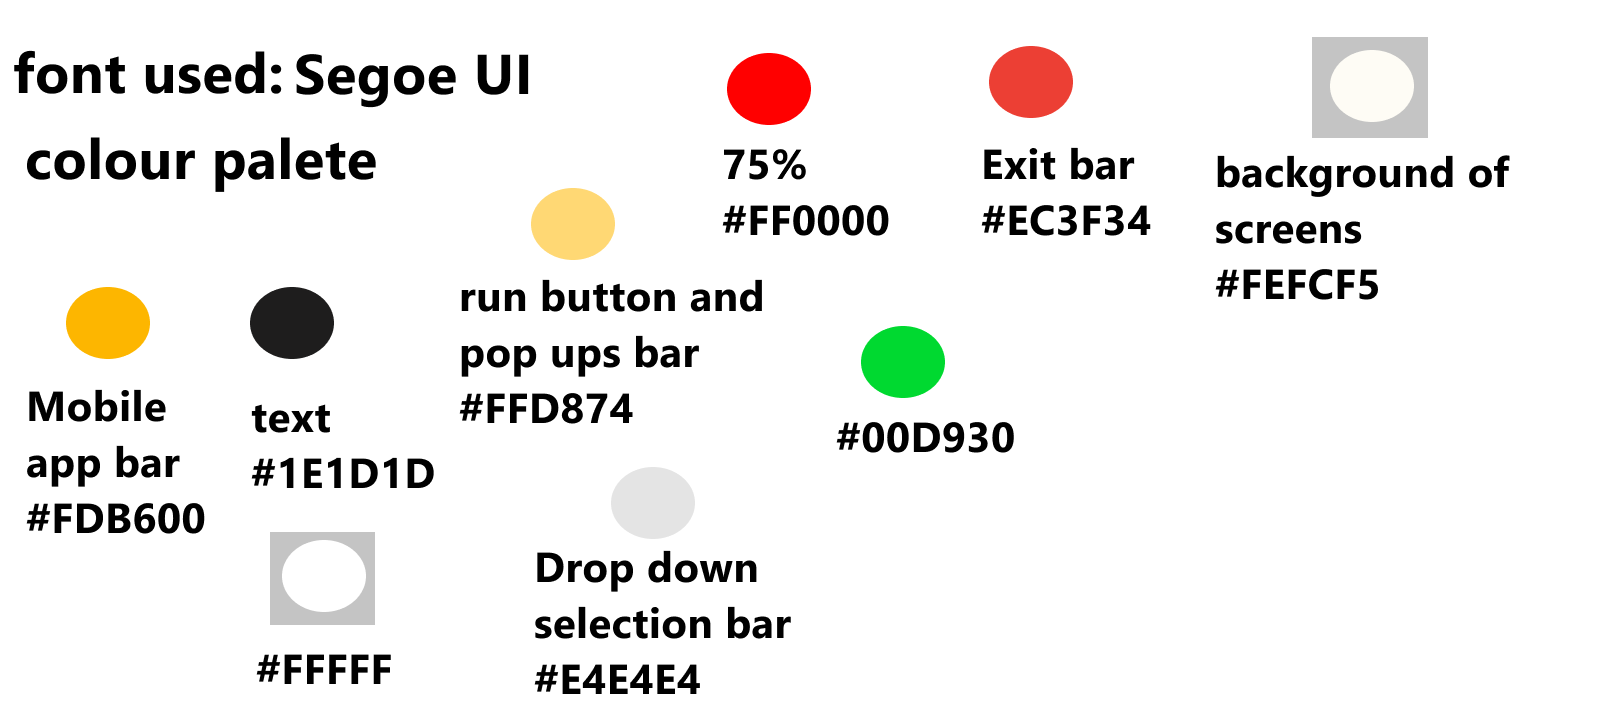 font used: Segoe UI
colour palete
75%
#FF0000
Exit bar
#EC3F34
background of
screens
#FEFCF5
run button and
pop ups bar
#FFD874
Mobile
app bar
#FDB600
text
#1E1D1D
#00D930
#FFFFF
Drop down
selection bar
#E4E4E4